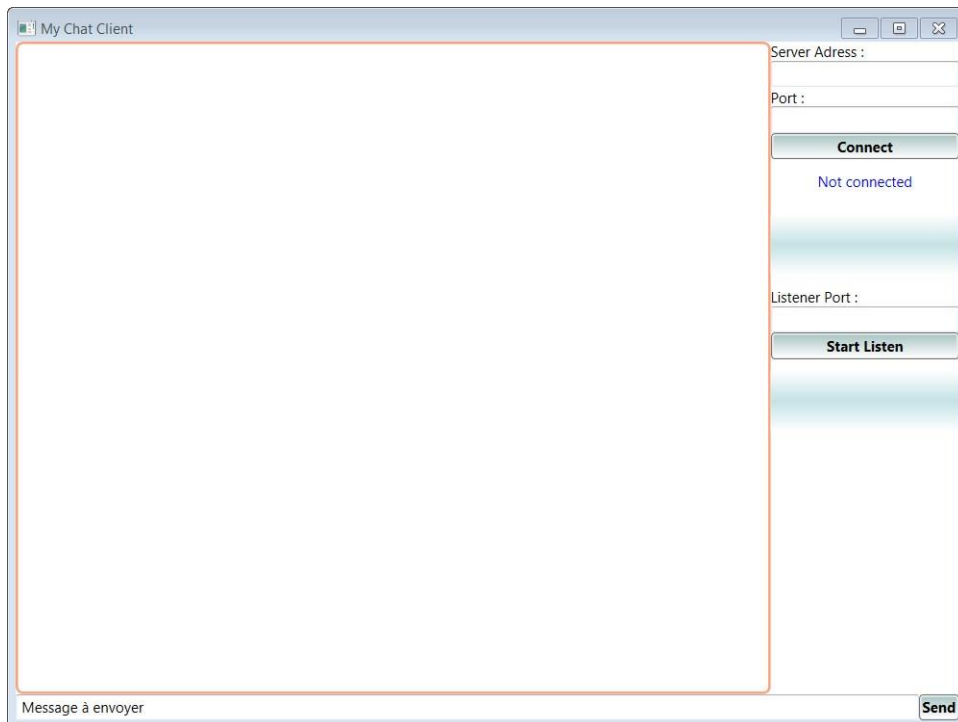 My Chat Client
Server Adress :
Port :
Connect
Not connected
Listener Port :
Start Listen
Message à envoyer
Send